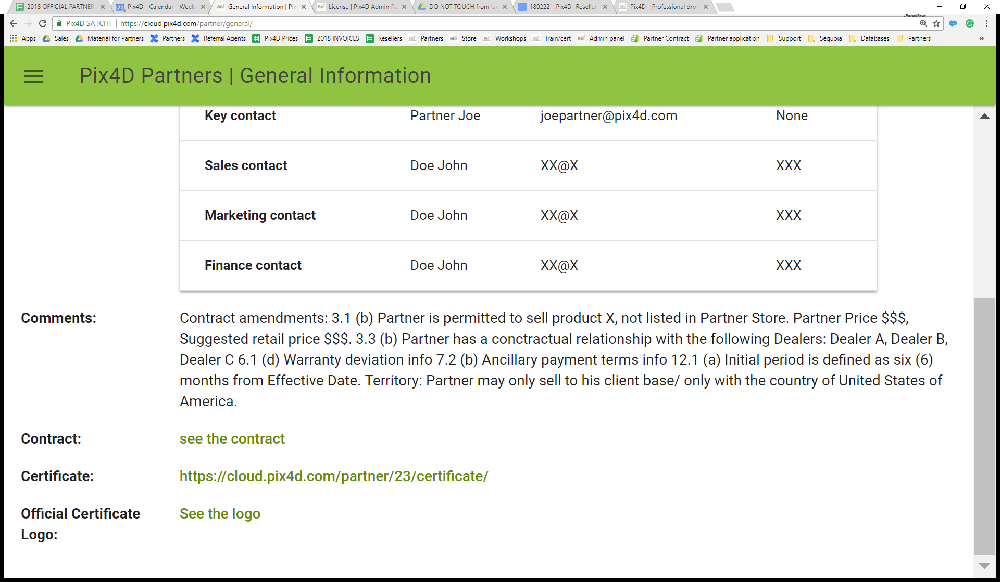 2018 OFFICIAL PARTNER Pix4D - Calendar - Week General Information | Pix License | Pix4D Admin Pa DO NOT TOUCH from la 180222 - Pix4D- Reseller Pix4D - Professional dron
Pix4D SA [CH] https://cloud.pix4d.com/partner/general/
Apps Sales Material for Partners Partners Referral Agents Pix4D Prices 2018 INVOICES Resellers Partners Store Workshops Train/cert Admin panel Partner Contract Partner application Support Sequoia Databases Partners »
Pix4D Partners | General Information
Key contact Partner Joe joepartner@pix4d.com None
Sales contact Doe John XX@X XXX
Marketing contact Doe John XX@X XXX
Finance contact Doe John XX@X XXX
Comments: Contract amendments: 3.1 (b) Partner is permitted to sell product X, not listed in Partner Store. Partner Price $$$,
Suggested retail price $$$. 3.3 (b) Partner has a conctractual relationship with the following Dealers: Dealer A, Dealer B,
Dealer C 6.1 (d) Warranty deviation info 7.2 (b) Ancillary payment terms info 12.1 (a) Initial period is defined as six (6)
months from Effective Date. Territory: Partner may only sell to his client base/ only with the country of United States of
America.
Contract: see the contract
Certificate: https://cloud.pix4d.com/partner/23/certificate/
Official Certificate See the logo
Logo: